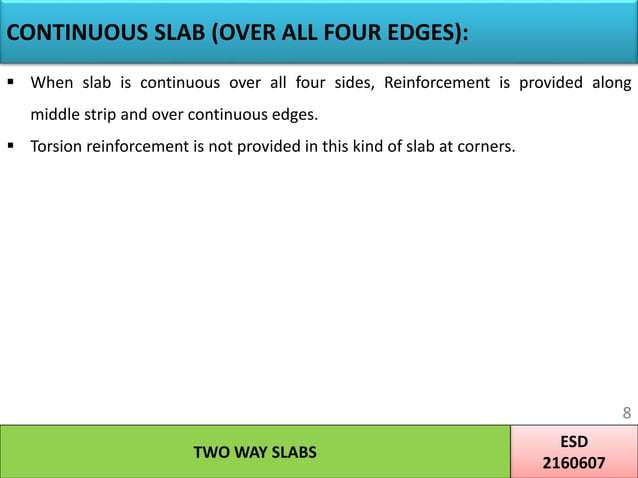 CONTINUOUS SLAB (OVER ALL FOUR EDGES):
▪ When slab is continuous over all four sides, Reinforcement is provided along
middle strip and over continuous edges.
▪ Torsion reinforcement is not provided in this kind of slab at corners.
8
TWO WAY SLABS
ESD
2160607